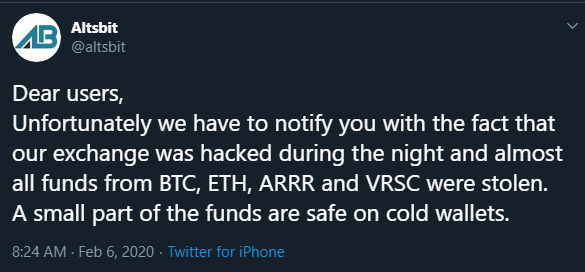 Altsbit
@altsbit
Dear users,
Unfortunately we have to notify you with the fact that
our exchange was hacked during the night and almost
all funds from BTC, ETH, ARRR and VRSC were stolen.
A small part of the funds are safe on cold wallets.
8:24 AM · Feb 6, 2020 · Twitter for iPhone